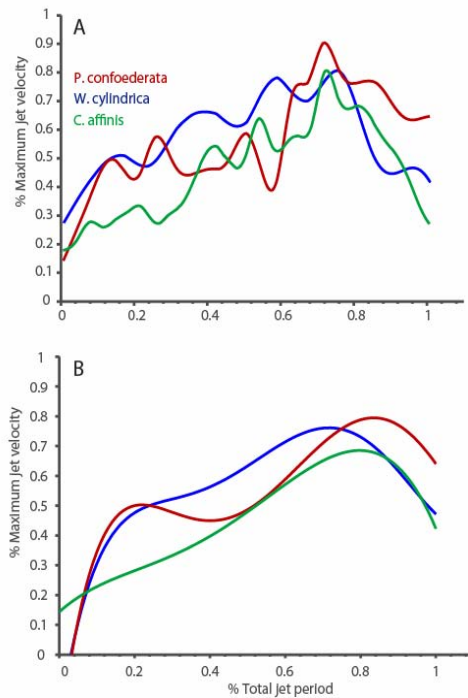 A
P. confoederata
W. cylindrica
C. affinis
% Maximum jet velocity
1
0.9
0.8
0.7
0.6
0.5
0.4
0.3
0.2
0.1
0
0 0.2 0.4 0.6 0.8 1
B
% Maximum jet velocity
1
0.9
0.8
0.7
0.6
0.5
0.4
0.3
0.2
0.1
0
0 0.2 0.4 0.6 0.8 1
% Total jet period